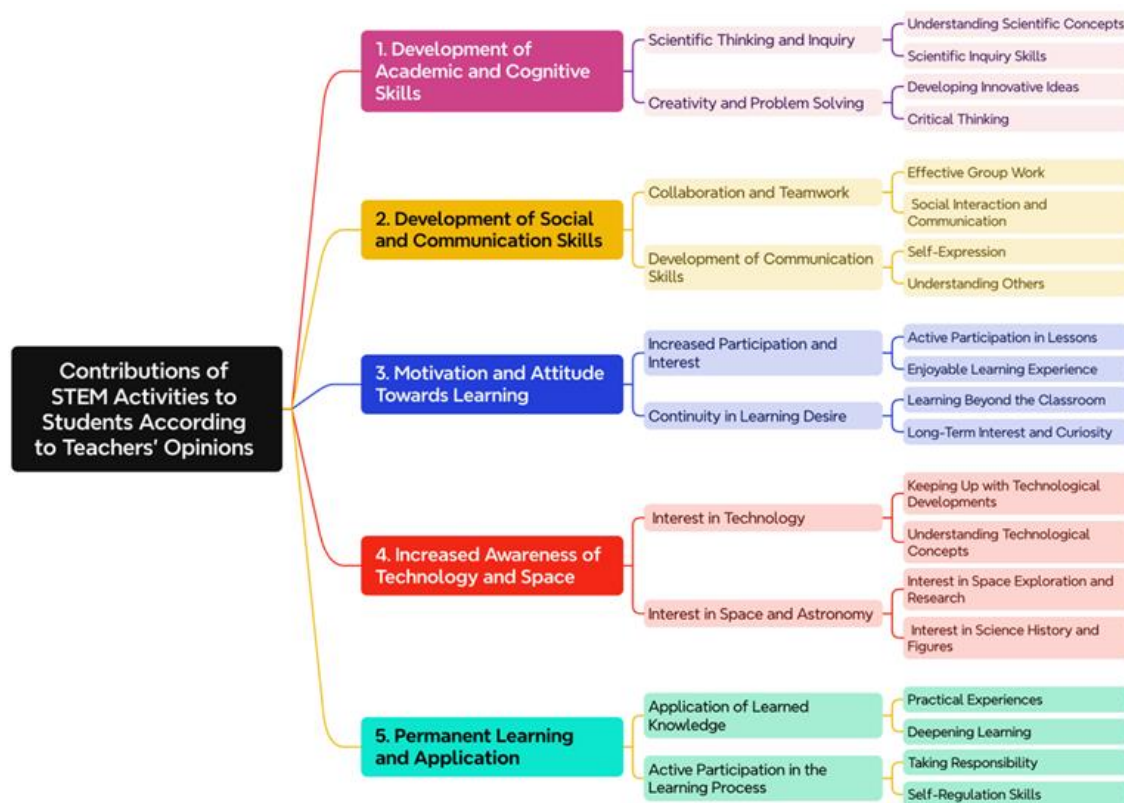 Contributions of
STEM Activities to
Students According
to Teachers' Opinions
1. Development of
Academic and Cognitive
Skills
Scientific Thinking and Inquiry
Understanding Scientific Concepts
Scientific Inquiry Skills
Creativity and Problem Solving
Developing Innovative Ideas
Critical Thinking
2. Development of Social
and Communication Skills
Collaboration and Teamwork
Effective Group Work
Social Interaction and
Communication
Development of Communication
Skills
Self-Expression
Understanding Others
3. Motivation and Attitude
Towards Learning
Increased Participation and
Interest
Active Participation in Lessons
Enjoyable Learning Experience
Continuity in Learning Desire
Learning Beyond the Classroom
Long-Term Interest and Curiosity
4. Increased Awareness of
Technology and Space
Interest in Technology
Keeping Up with Technological
Developments
Understanding Technological
Concepts
Interest in Space and Astronomy
Interest in Space Exploration and
Research
Interest in Science History and
Figures
5. Permanent Learning
and Application
Application of Learned
Knowledge
Practical Experiences
Deepening Learning
Active Participation in the
Learning Process
Taking Responsibility
Self-Regulation Skills